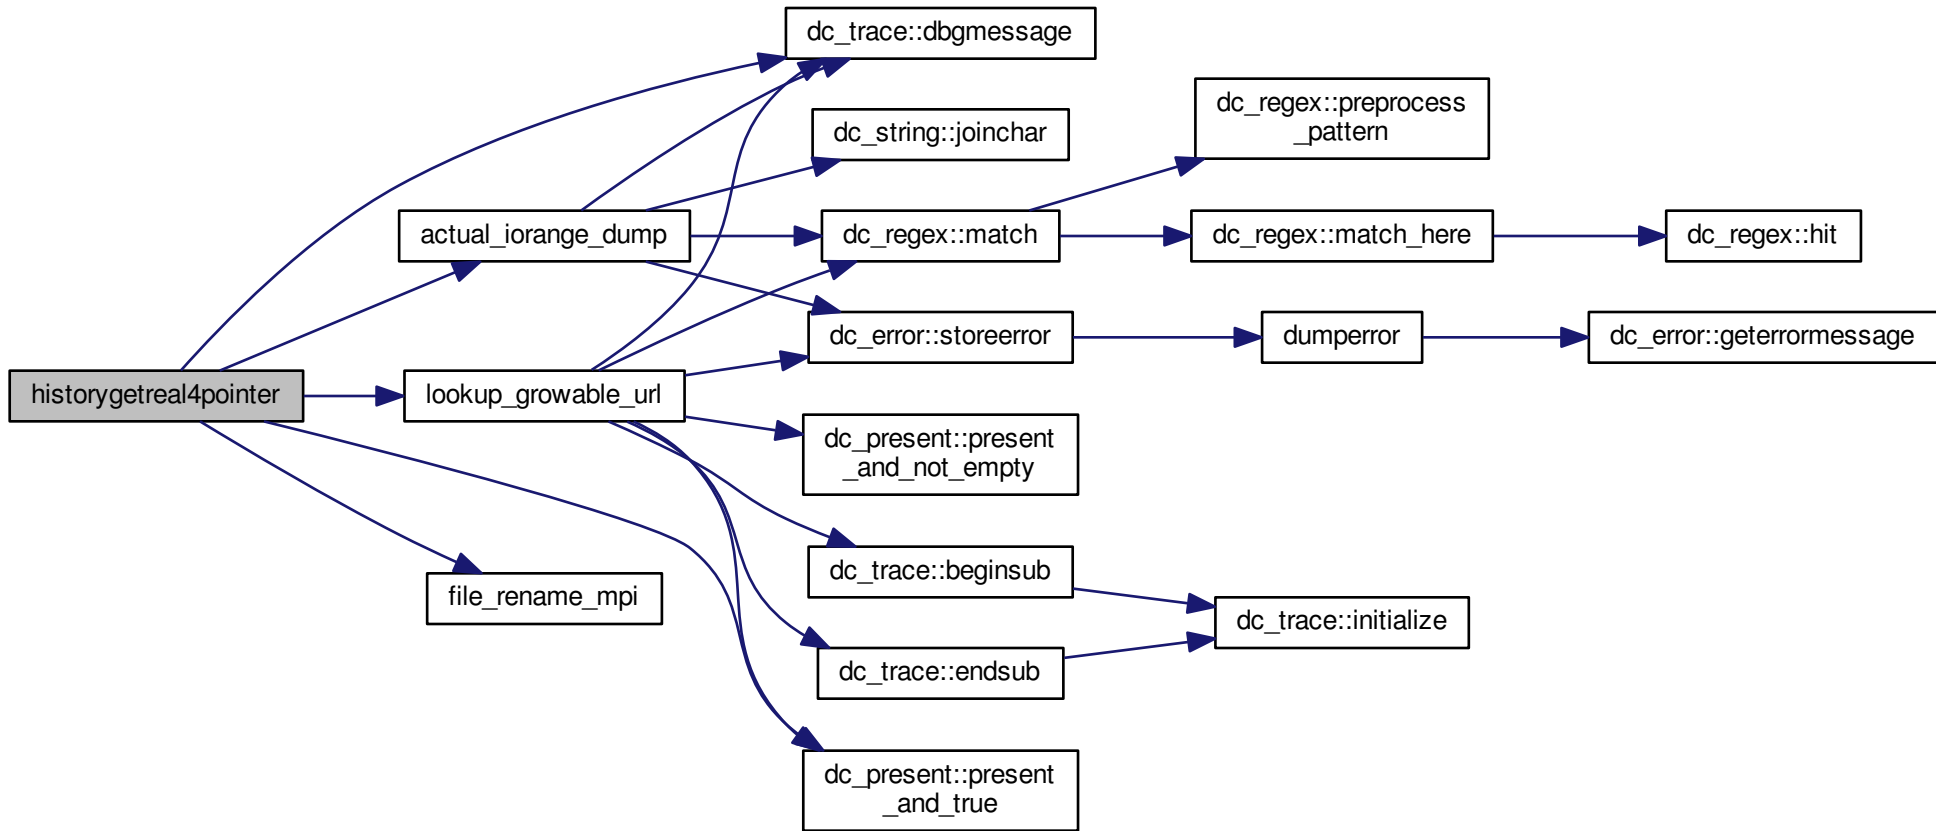 dc_trace::dbgmessage
dc_regex::preprocess
_pattern
dc_string::joinchar
actual_iorange_dump
dc_regex::match
dc_regex::match_here
dc_regex::hit
dc_error::storeerror
dumperror
dc_error::geterrormessage
historygetreal4pointer
lookup_growable_url
dc_present::present
_and_not_empty
dc_trace::beginsub
file_rename_mpi
dc_trace::initialize
dc_trace::endsub
dc_present::present
_and_true